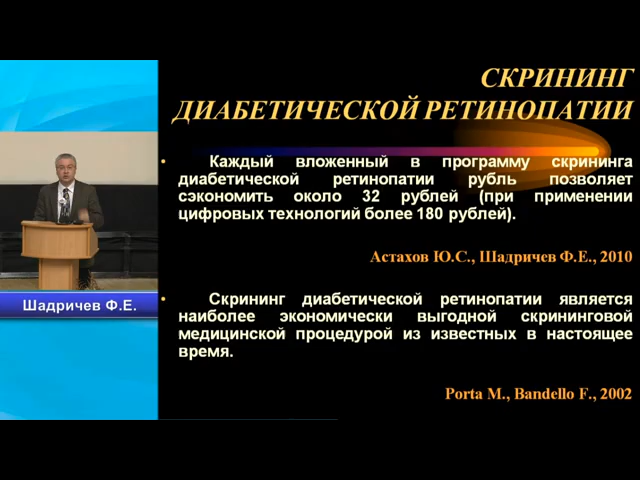 СКРИНИНГ
ДИАБЕТИЧЕСКОЙ РЕТИНОПАТИИ
• Каждый вложенный в программу скрининга
диабетической ретинопатии рубль позволяет
сэкономить около 32 рублей (при применении
цифровых технологий более 180 рублей).
Астахов Ю.С., Шадричев Ф.Е., 2010
• Скрининг диабетической ретинопатии является
наиболее экономически выгодной скрининговой
медицинской процедурой из известных в настоящее
время.
Porta M., Bandello F., 2002
Шадричев Ф.Е.